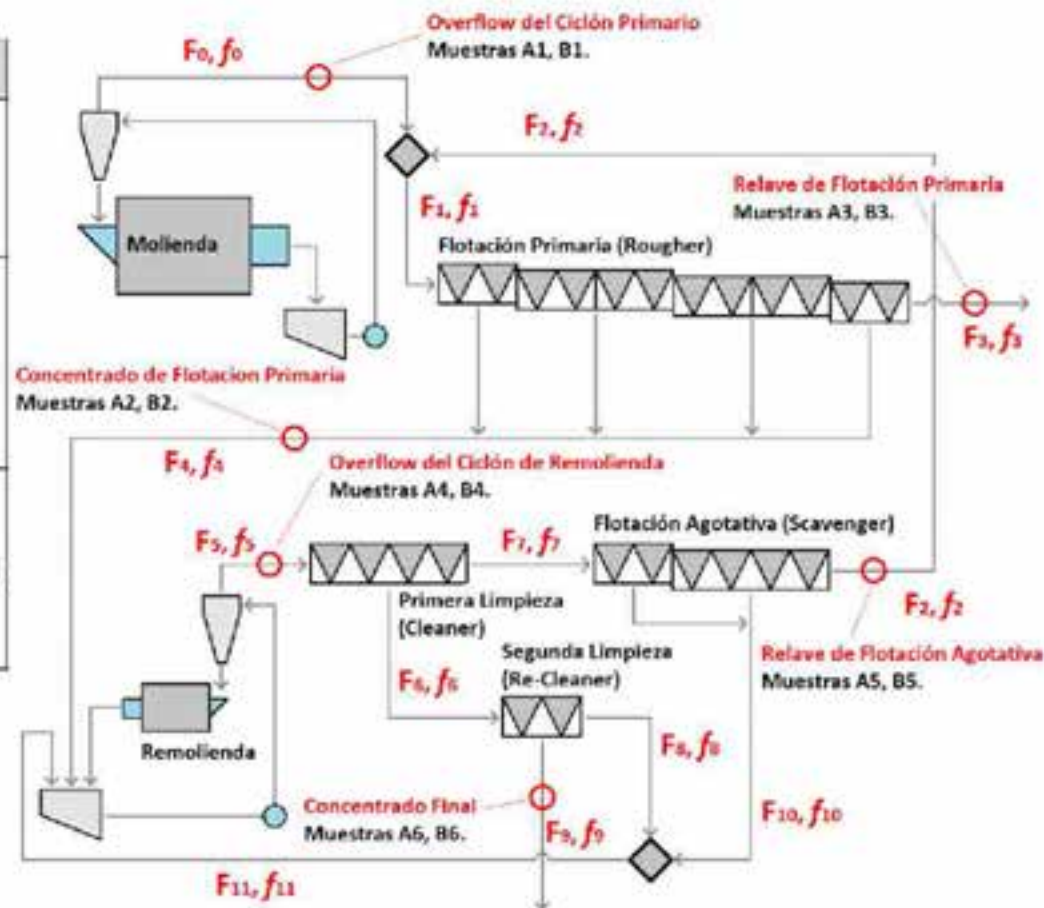 Overflow del Ciclón Primario
Muestras A1, B1.
F0, f0
F2, f2
Relave de Flotación Primaria
Muestras A3, B3.
F1, f1
Molienda
Flotación Primaria (Rougher)
F3, f3
Concentrado de Flotacion Primaria
Muestras A2, B2.
F4, f4
Overflow del Ciclón de Remolienda
Muestras A4, B4.
Flotación Agotativa (Scavenger)
F5, f5
F7, f7
Primera Limpieza
(Cleaner)
F2, f2
Segunda Limpieza
(Re-Cleaner)
Relave de Flotación Agotativa
Muestras A5, B5.
F6, f6
Remolienda
F8, f8
Concentrado Final
Muestras A6, B6.
F9, f9
F10, f10
F11, f11